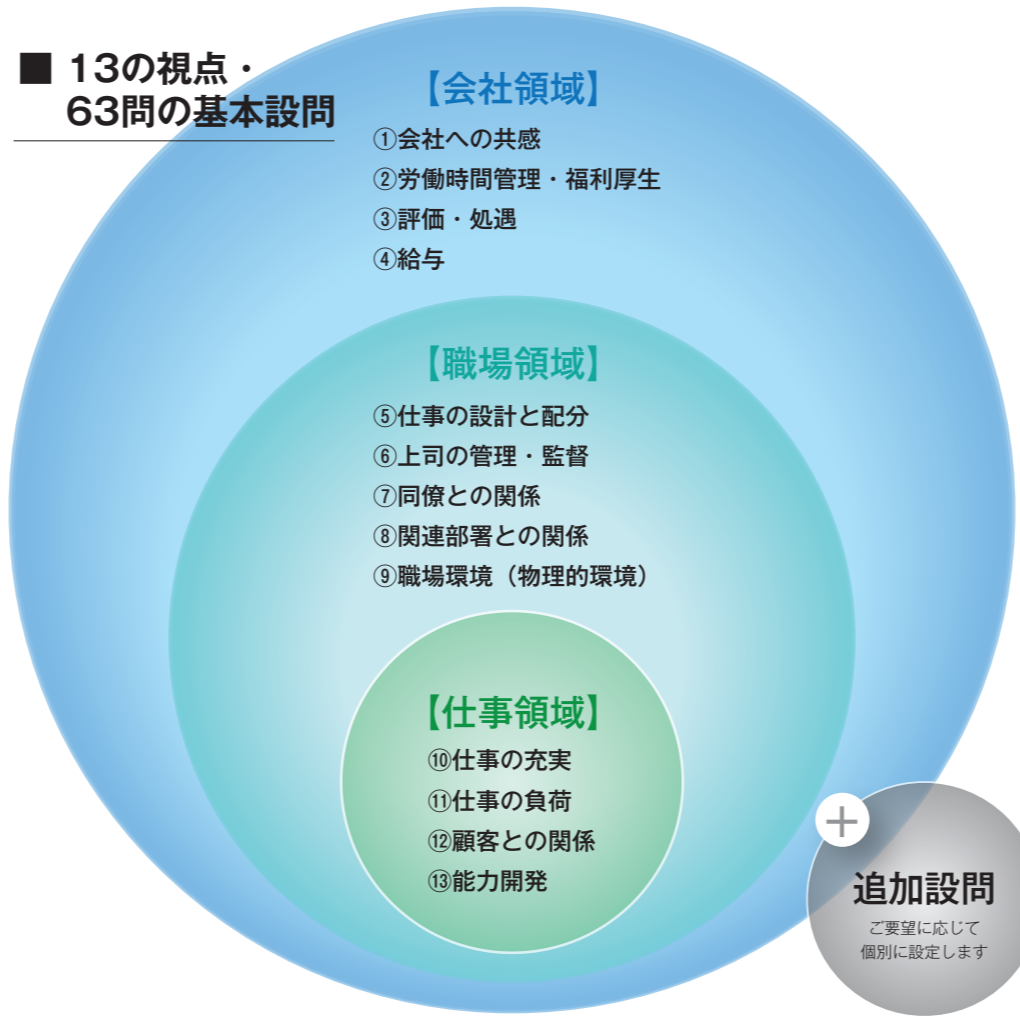 ■ 13の視点・
63問の基本設問
【会社領域】
①会社への共感
②労働時間管理・福利厚生
③評価・処遇
④給与
【職場領域】
⑤仕事の設計と配分
⑥上司の管理・監督
⑦同僚との関係
⑧関連部署との関係
⑨職場環境（物理的環境）
【仕事領域】
⑩仕事の充実
⑪仕事の負荷
⑫顧客との関係
⑬能力開発
＋
追加設問
ご要望に応じて
個別に設定します